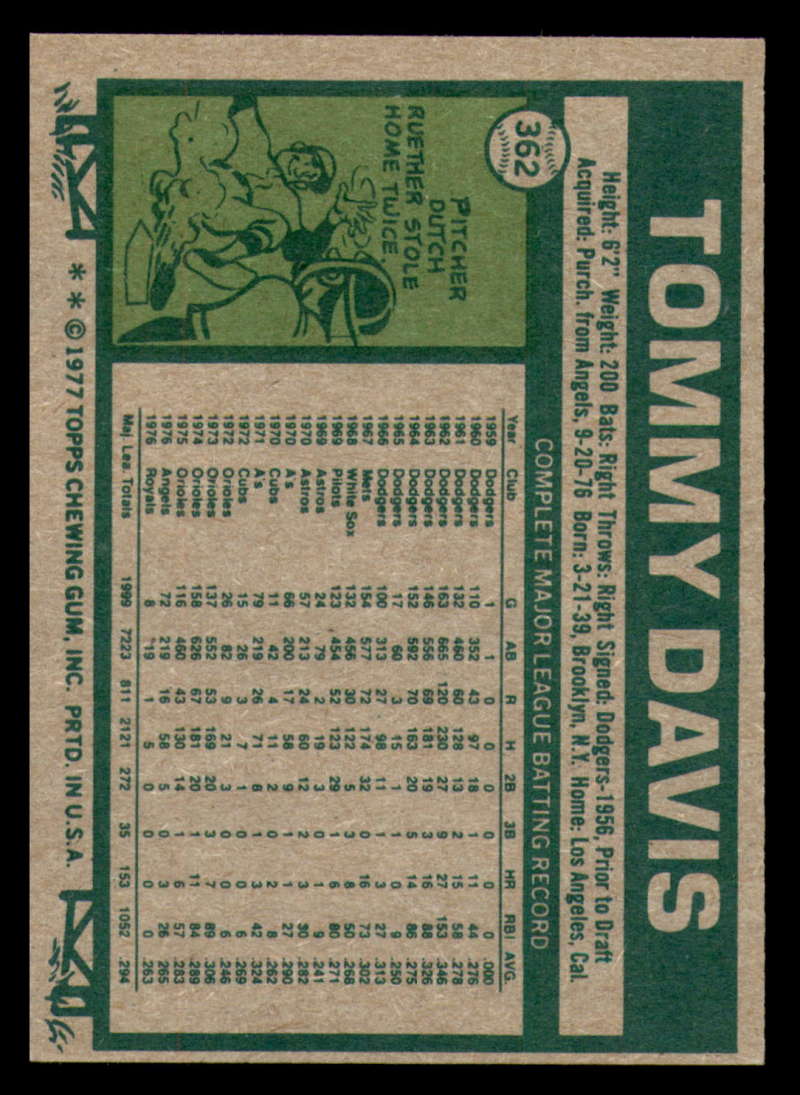 TOMMY DAVIS
Height: 6'2" Weight: 200 Bats: Right Throws: Right Signed: Dodgers-1956, Prior to Draft
Acquired: Purch. from Angels, 9-20-76 Born: 3-21-39, Brooklyn, N.Y. Home: Los Angeles, Cal.
362
PITCHER
DUTCH
RUETHER STOLE
HOME TWICE.
COMPLETE MAJOR LEAGUE BATTING RECORD
Year Club G AB R H 2B 3B HR RBI AVG.
1959 Dodgers 1 1 0 0 0 0 0 0 .000
1960 Dodgers 110 352 43 97 18 1 11 44 .276
1961 Dodgers 132 460 60 128 13 2 15 58 .278
1962 Dodgers 163 665 120 230 27 9 27 153 .346
1963 Dodgers 146 556 69 181 19 3 16 88 .326
1964 Dodgers 152 592 70 163 20 5 14 86 .275
1965 Dodgers 17 60 3 15 1 1 0 9 .250
1966 Dodgers 100 313 27 98 11 1 3 27 .313
1967 Mets 154 577 72 174 32 0 16 73 .302
1968 White Sox 132 456 30 122 5 3 8 50 .268
1969 Pilots 123 454 52 123 29 1 6 80 .271
1969 Astros 24 79 2 19 3 0 1 9 .241
1970 Astros 57 213 24 60 12 2 3 30 .282
1970 A's 66 200 17 58 9 1 1 27 .290
1970 Cubs 11 42 4 11 2 0 2 8 .262
1971 A's 79 219 26 71 8 1 3 42 .324
1972 Cubs 15 26 3 7 1 0 0 6 .269
1972 Orioles 26 82 9 21 3 0 0 6 .246
1973 Orioles 137 552 53 169 20 3 7 89 .306
1974 Orioles 158 626 67 181 20 1 11 84 .289
1975 Orioles 116 460 43 130 14 1 6 57 .283
1976 Angels 72 219 16 58 5 0 3 26 .265
1976 Royals 8 19 1 5 0 0 0 0 .263
Maj. Lea. Totals 1999 7223 811 2121 272 35 153 1052 .294
* * © 1977 TOPPS CHEWING GUM, INC. PRTD. IN U.S.A.